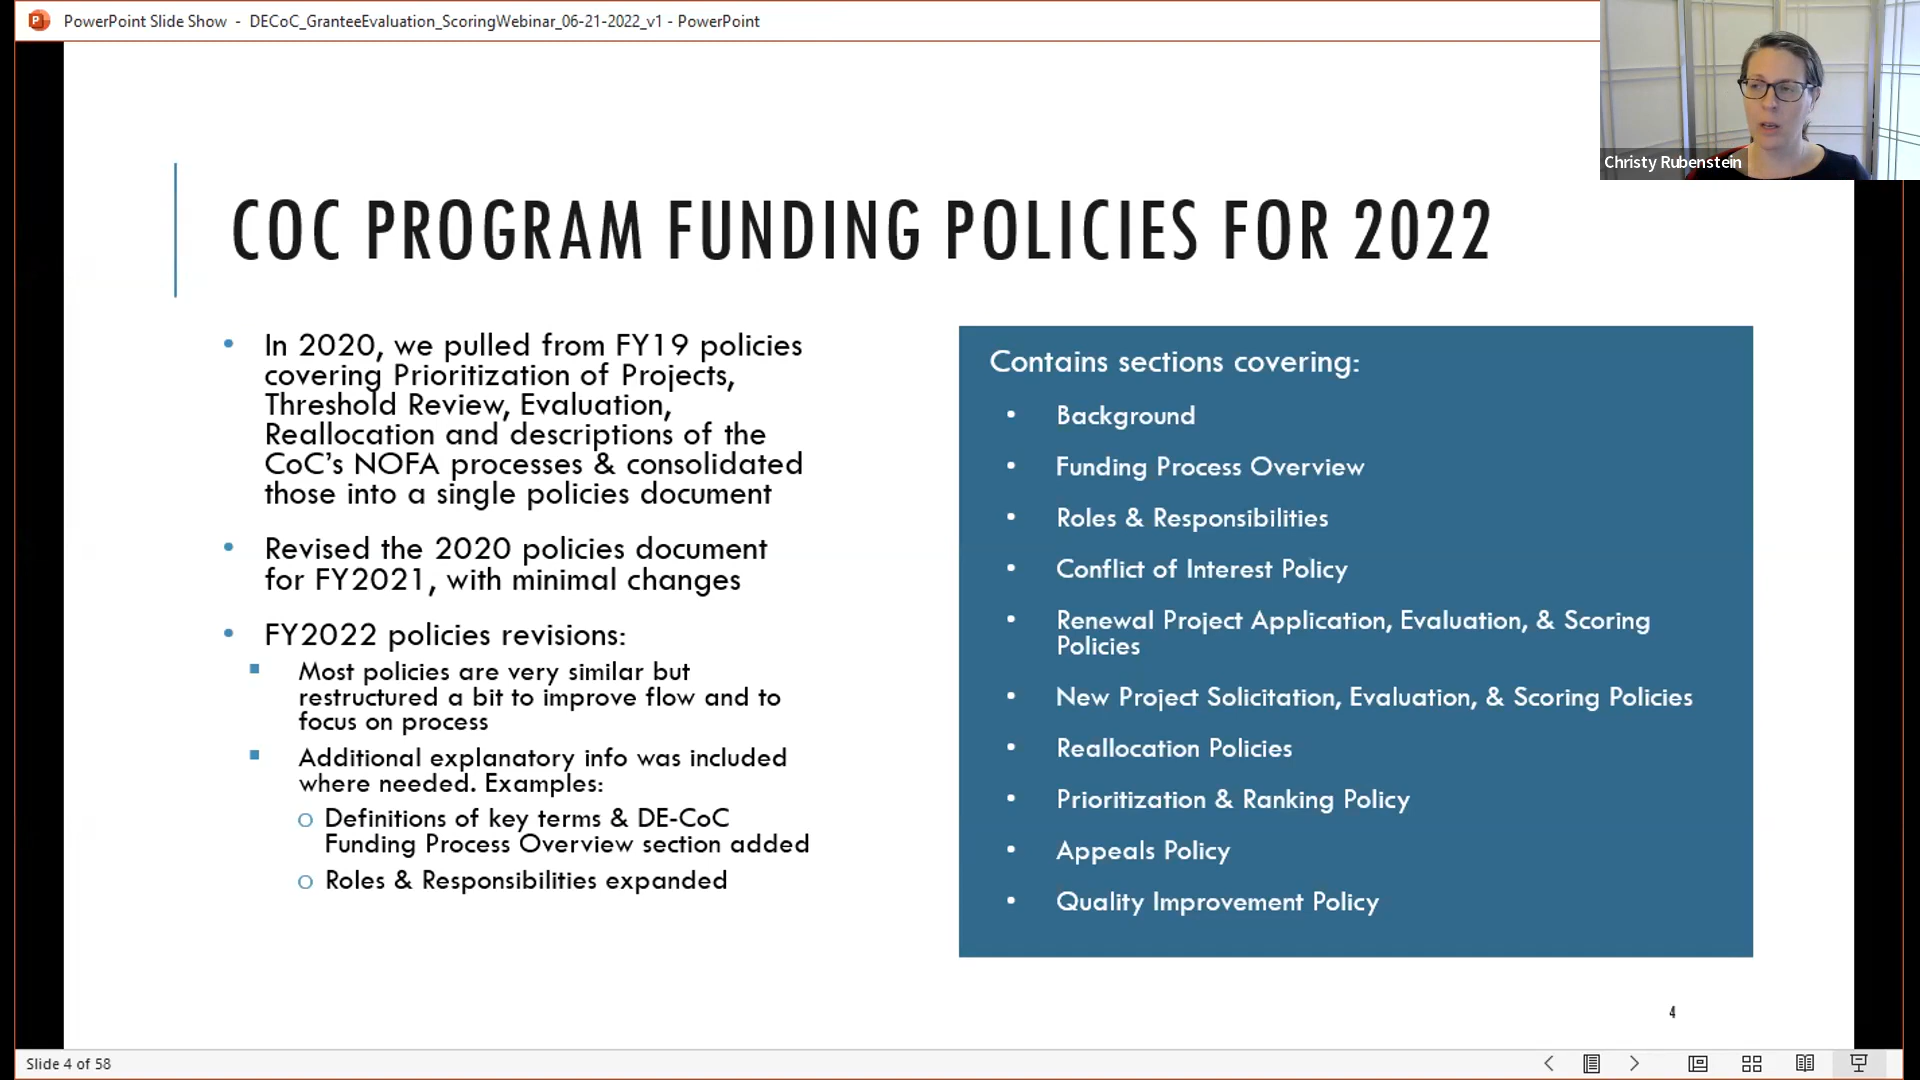 PowerPoint Slide Show - DECoC_GranteeEvaluation_ScoringWebinar_06-21-2022_v1 - PowerPoint
Christy Rubenstein
COC PROGRAM FUNDING POLICIES FOR 2022
• In 2020, we pulled from FY19 policies
covering Prioritization of Projects,
Threshold Review, Evaluation,
Reallocation and descriptions of the
CoC’s NOFA processes & consolidated
those into a single policies document
• Revised the 2020 policies document
for FY2021, with minimal changes
• FY2022 policies revisions:
▪ Most policies are very similar but
restructured a bit to improve flow and to
focus on process
▪ Additional explanatory info was included
where needed. Examples:
o Definitions of key terms & DE-CoC
Funding Process Overview section added
o Roles & Responsibilities expanded
Contains sections covering:
• Background
• Funding Process Overview
• Roles & Responsibilities
• Conflict of Interest Policy
• Renewal Project Application, Evaluation, & Scoring
Policies
• New Project Solicitation, Evaluation, & Scoring Policies
• Reallocation Policies
• Prioritization & Ranking Policy
• Appeals Policy
• Quality Improvement Policy
4
Slide 4 of 58